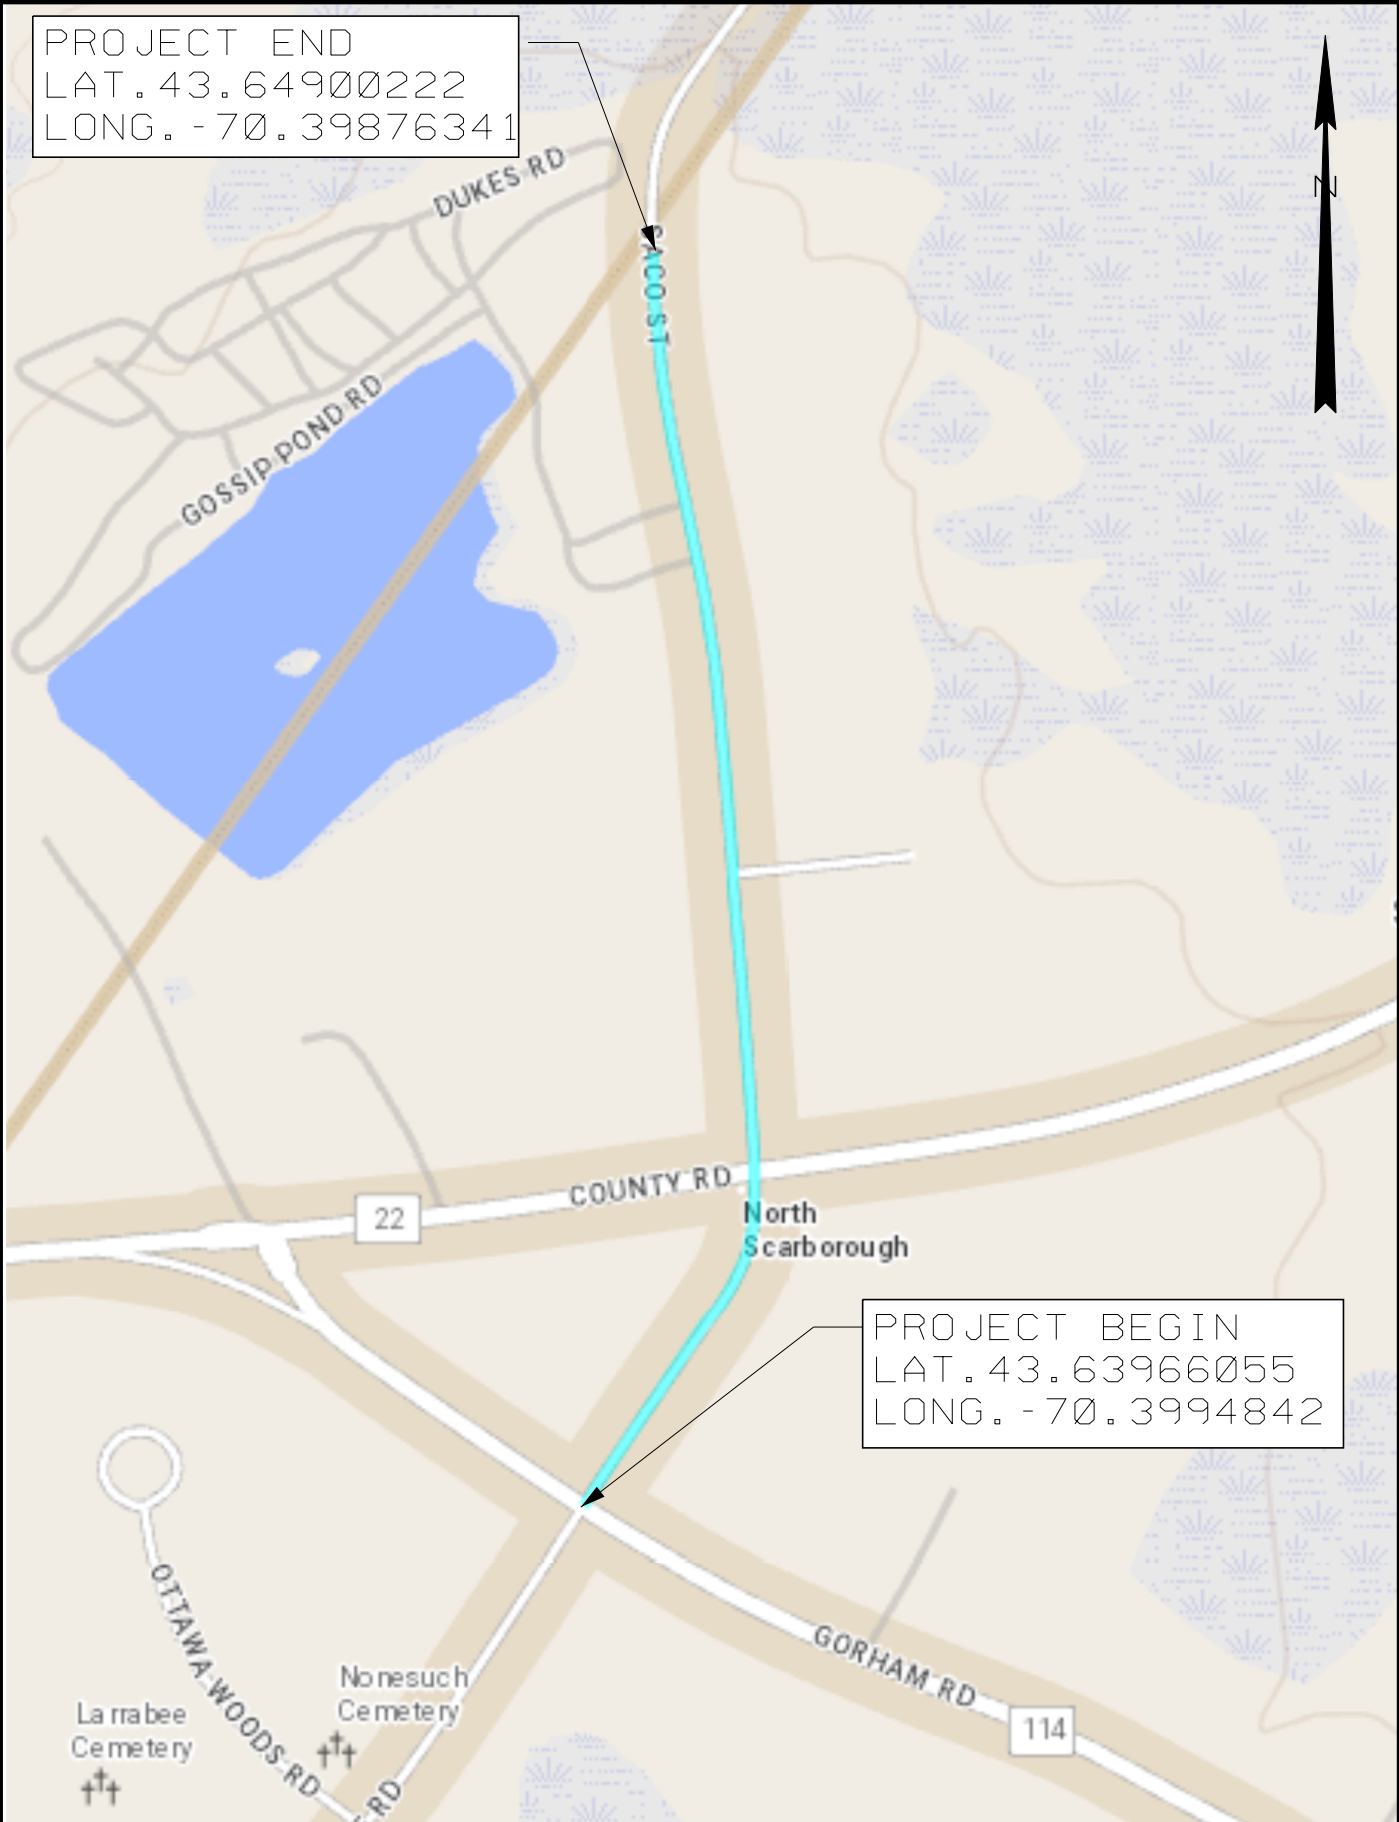 PROJECT END
LAT.43.64900222
LONG.-70.39876341
N
DUKES RD
SACO ST
GOSSIP POND RD
COUNTY RD
22
North
Scarborough
PROJECT BEGIN
LAT.43.63966055
LONG.-70.3994842
OTTAWA WOODS RD
GORHAM RD
114
Nonesuch
Cemetery
Larrabee
Cemetery
RD